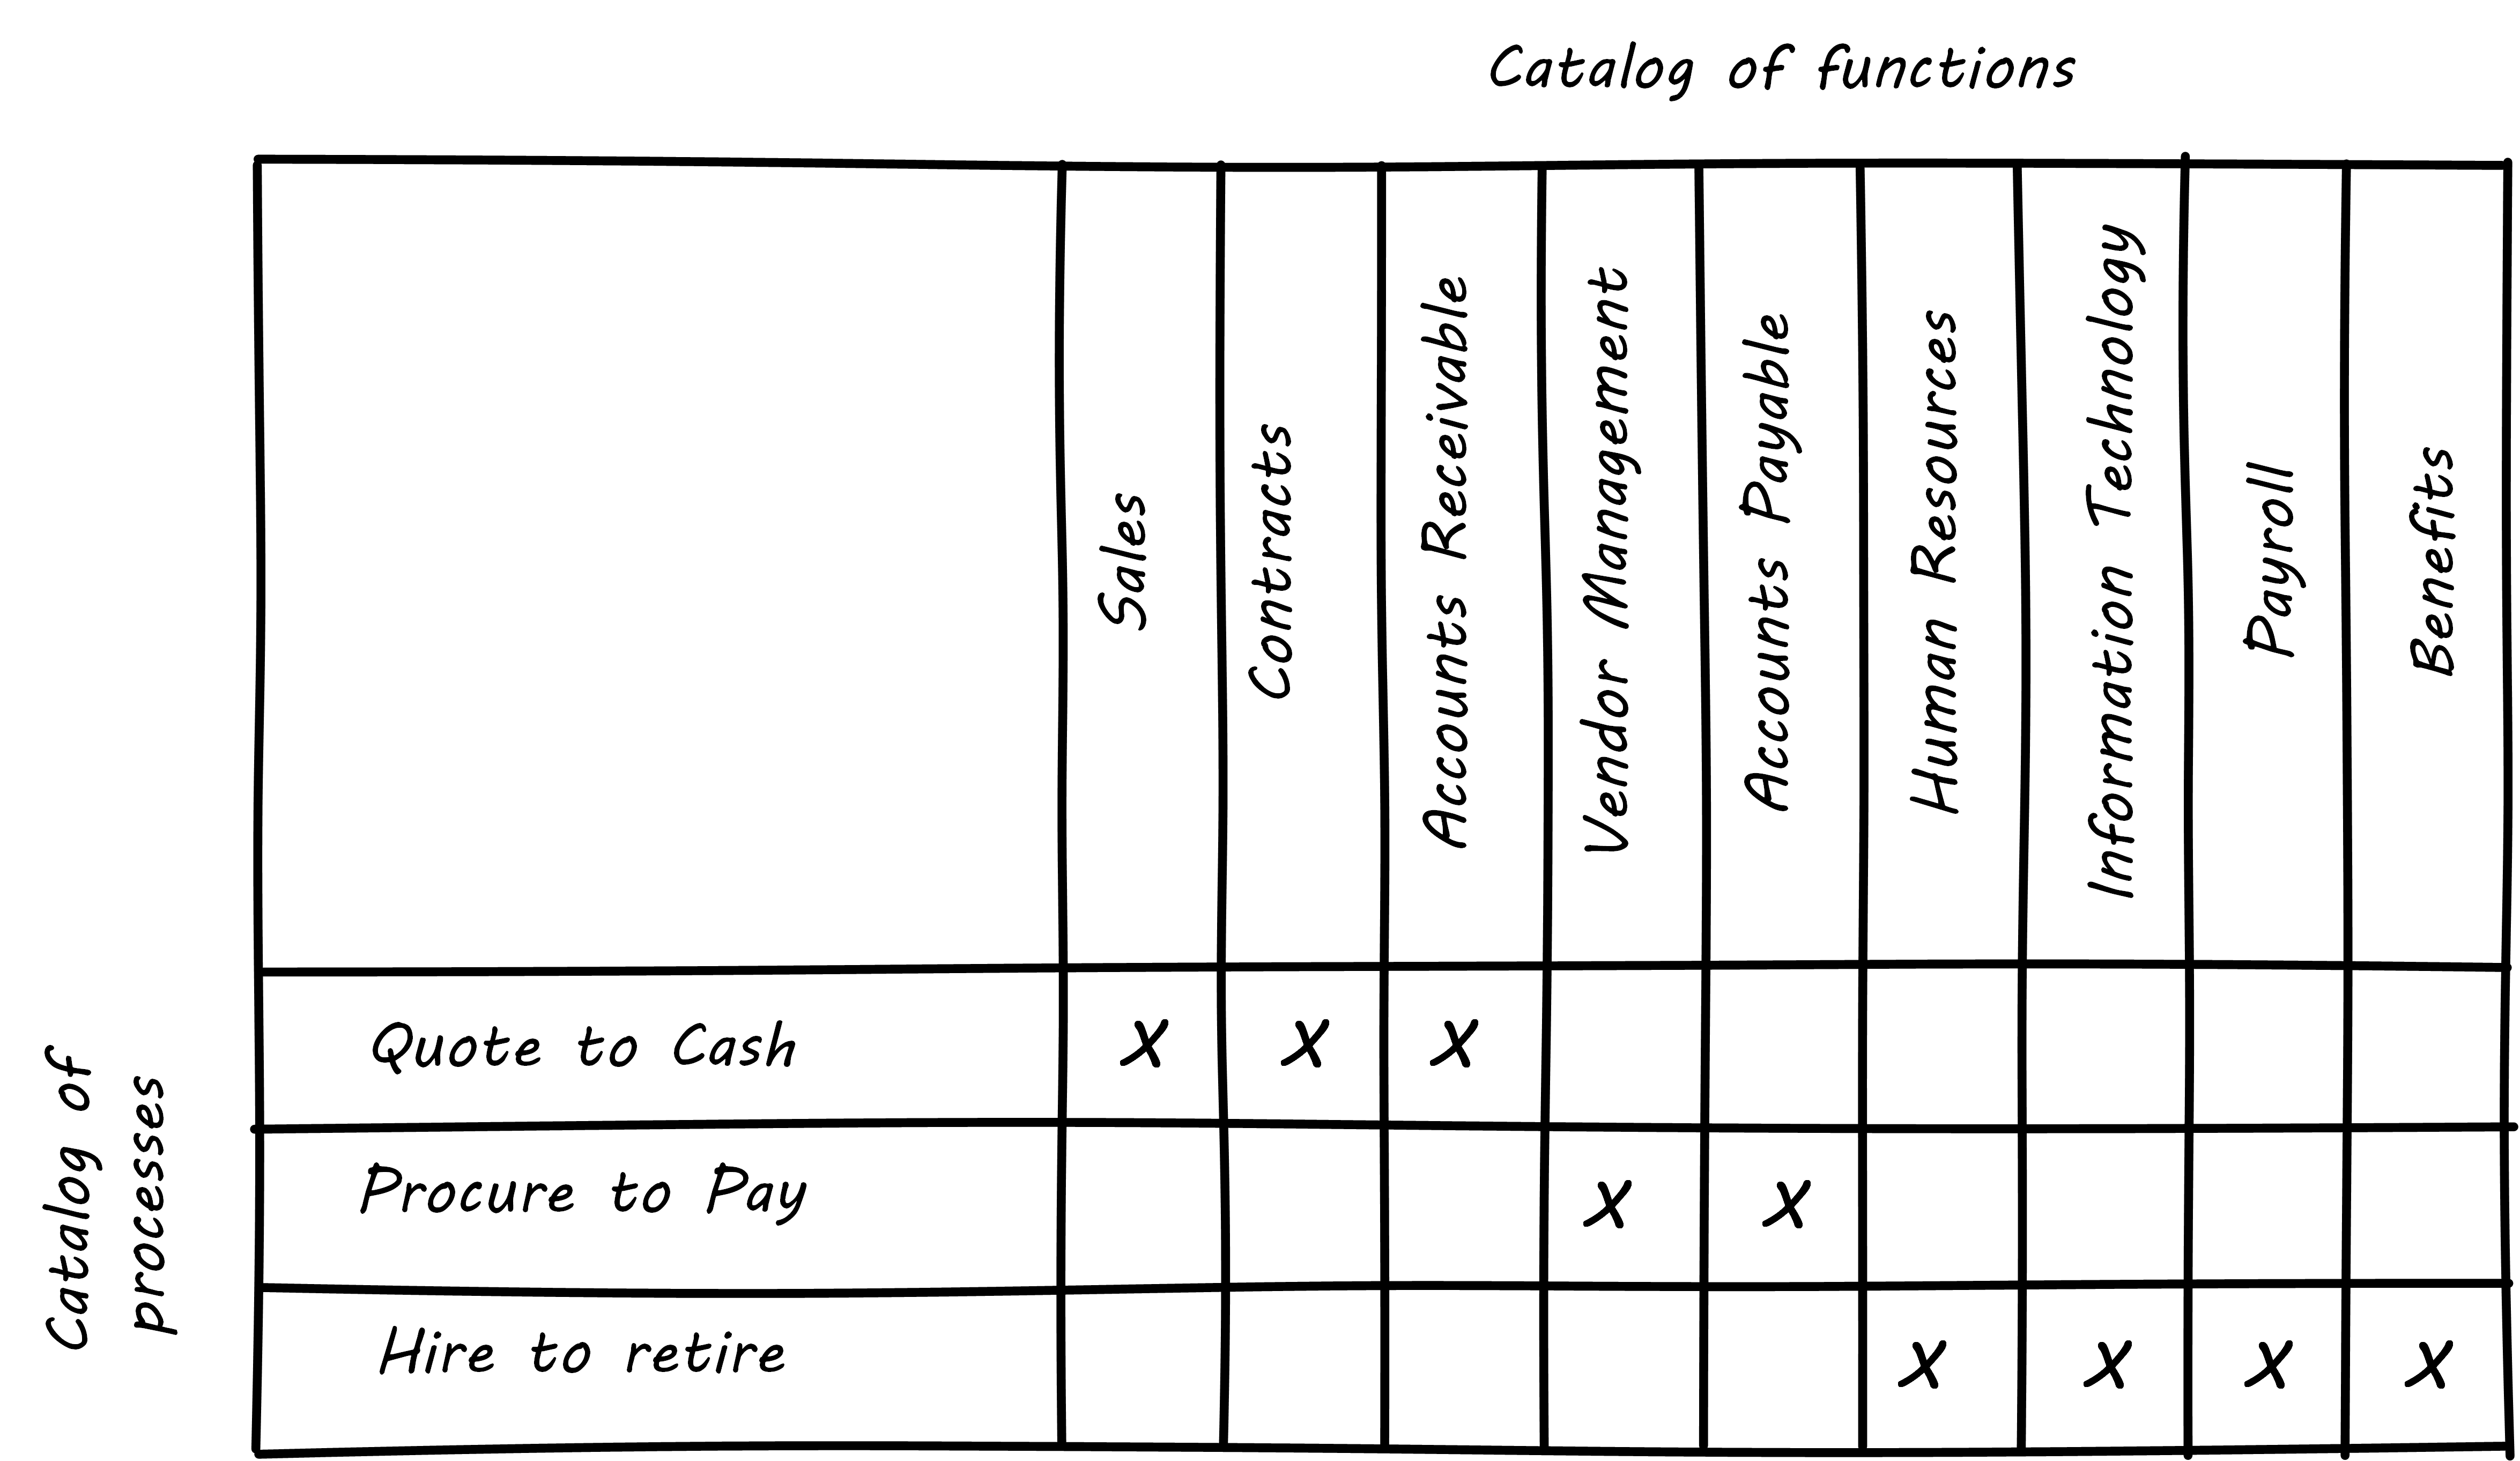 Catalog of functions
Sales
Contracts
Accounts Receivable
Vendor Management
Accounts Payable
Human Resources
Information Technology
Payroll
Benefits
Catalog of
processes
Quote to Cash
x x x
Procure to Pay
x x
Hire to retire
x x x x